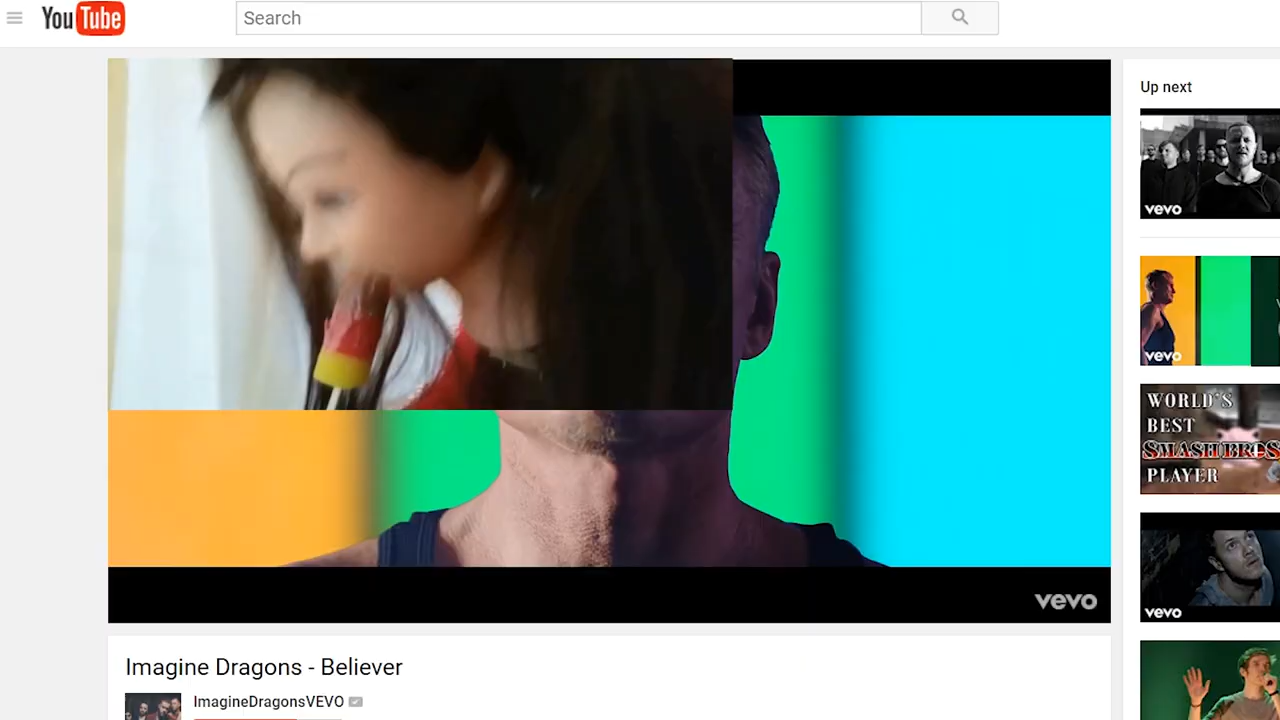 YouTube
Search
Up next
vevo
vevo
WORLD'S
BEST
SMASH BROS
PLAYER
vevo
vevo
Imagine Dragons - Believer
ImagineDragonsVEVO